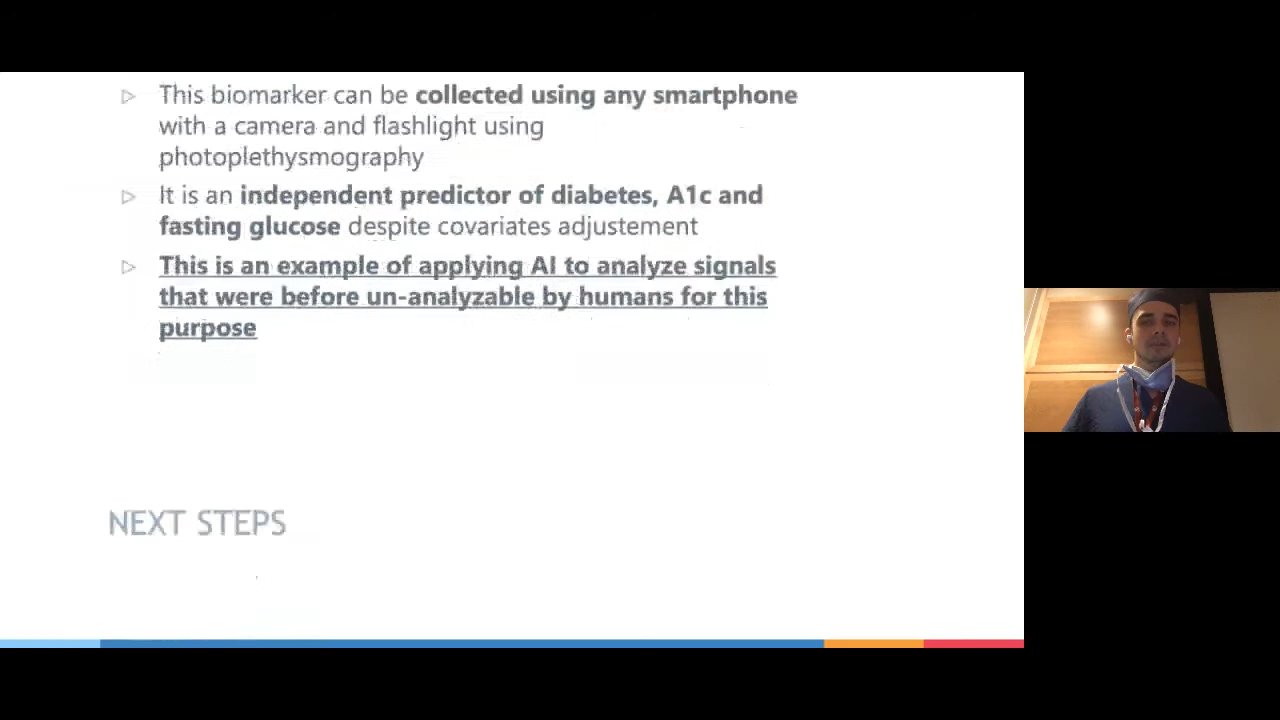 This biomarker can be collected using any smartphone
with a camera and flashlight using
photoplethysmography
It is an independent predictor of diabetes, A1c and
fasting glucose despite covariates adjustement
This is an example of applying AI to analyze signals
that were before un-analyzable by humans for this
purpose
NEXT STEPS